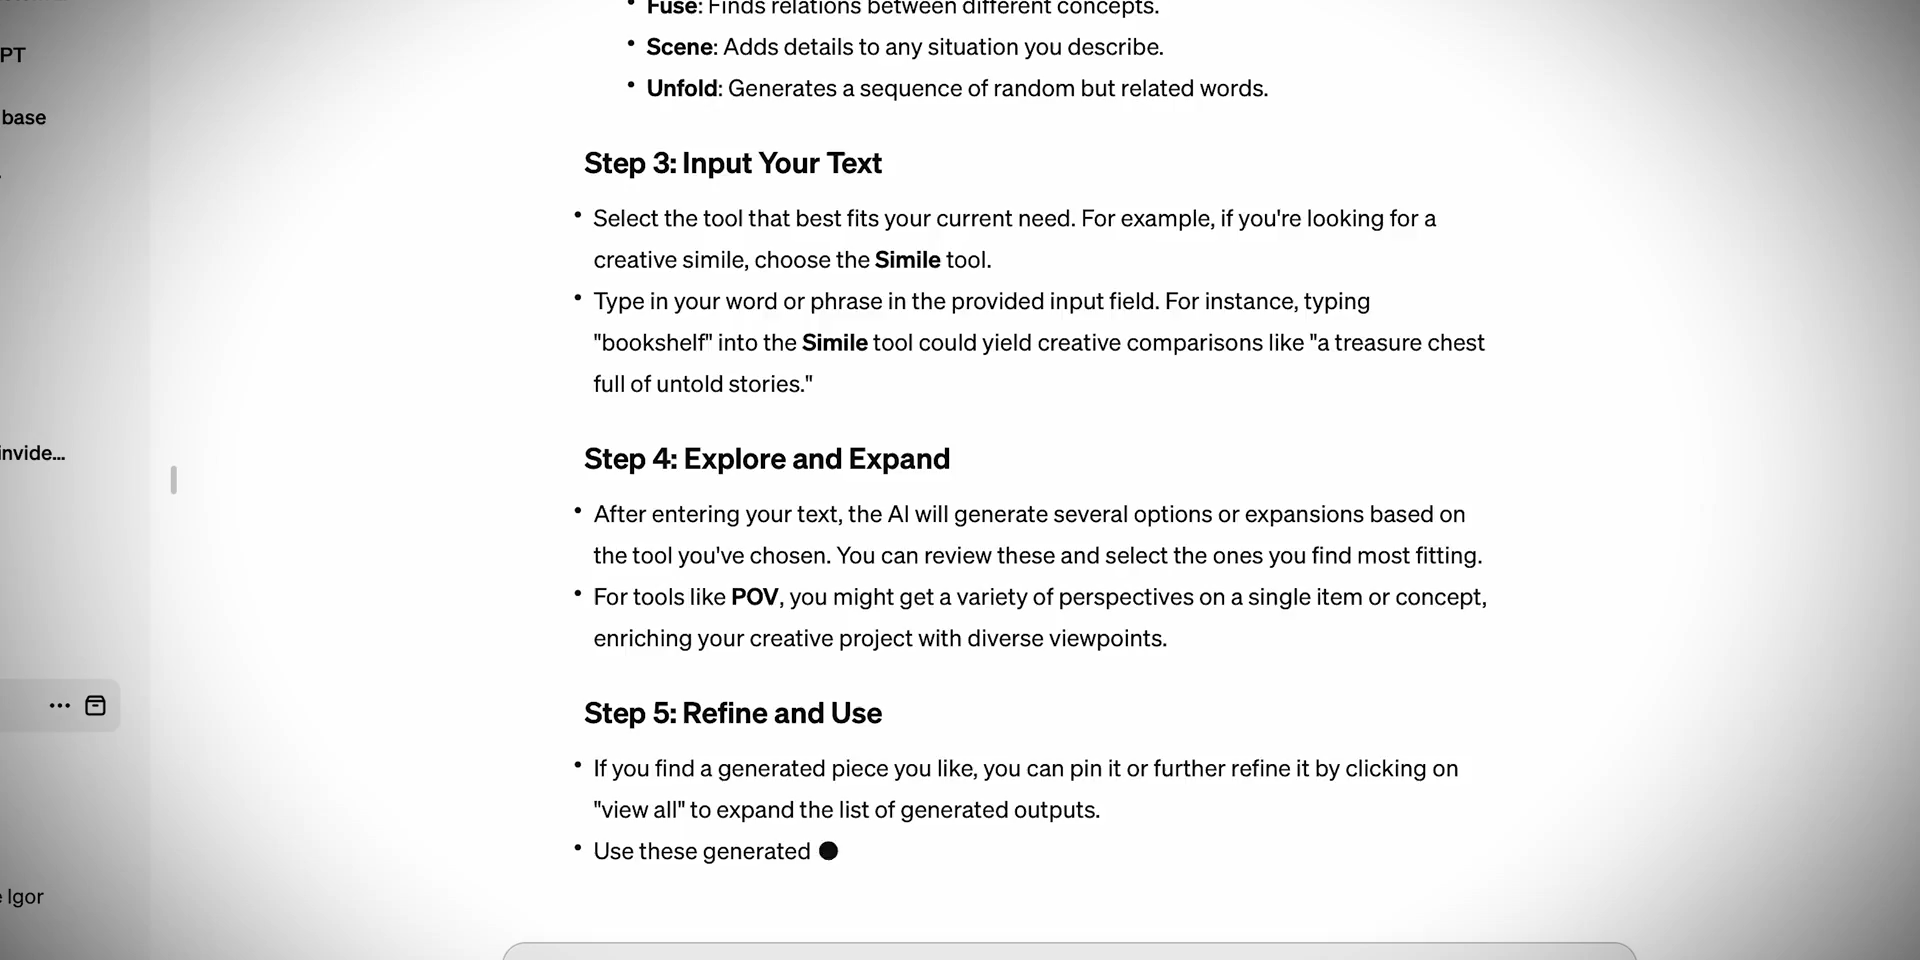 PT
base
invide...
Igor
Fuse: Finds relations between different concepts.
Scene: Adds details to any situation you describe.
Unfold: Generates a sequence of random but related words.
Step 3: Input Your Text
Select the tool that best fits your current need. For example, if you're looking for a
creative simile, choose the Simile tool.
Type in your word or phrase in the provided input field. For instance, typing
"bookshelf" into the Simile tool could yield creative comparisons like "a treasure chest
full of untold stories."
Step 4: Explore and Expand
After entering your text, the AI will generate several options or expansions based on
the tool you've chosen. You can review these and select the ones you find most fitting.
For tools like POV, you might get a variety of perspectives on a single item or concept,
enriching your creative project with diverse viewpoints.
Step 5: Refine and Use
If you find a generated piece you like, you can pin it or further refine it by clicking on
"view all" to expand the list of generated outputs.
Use these generated